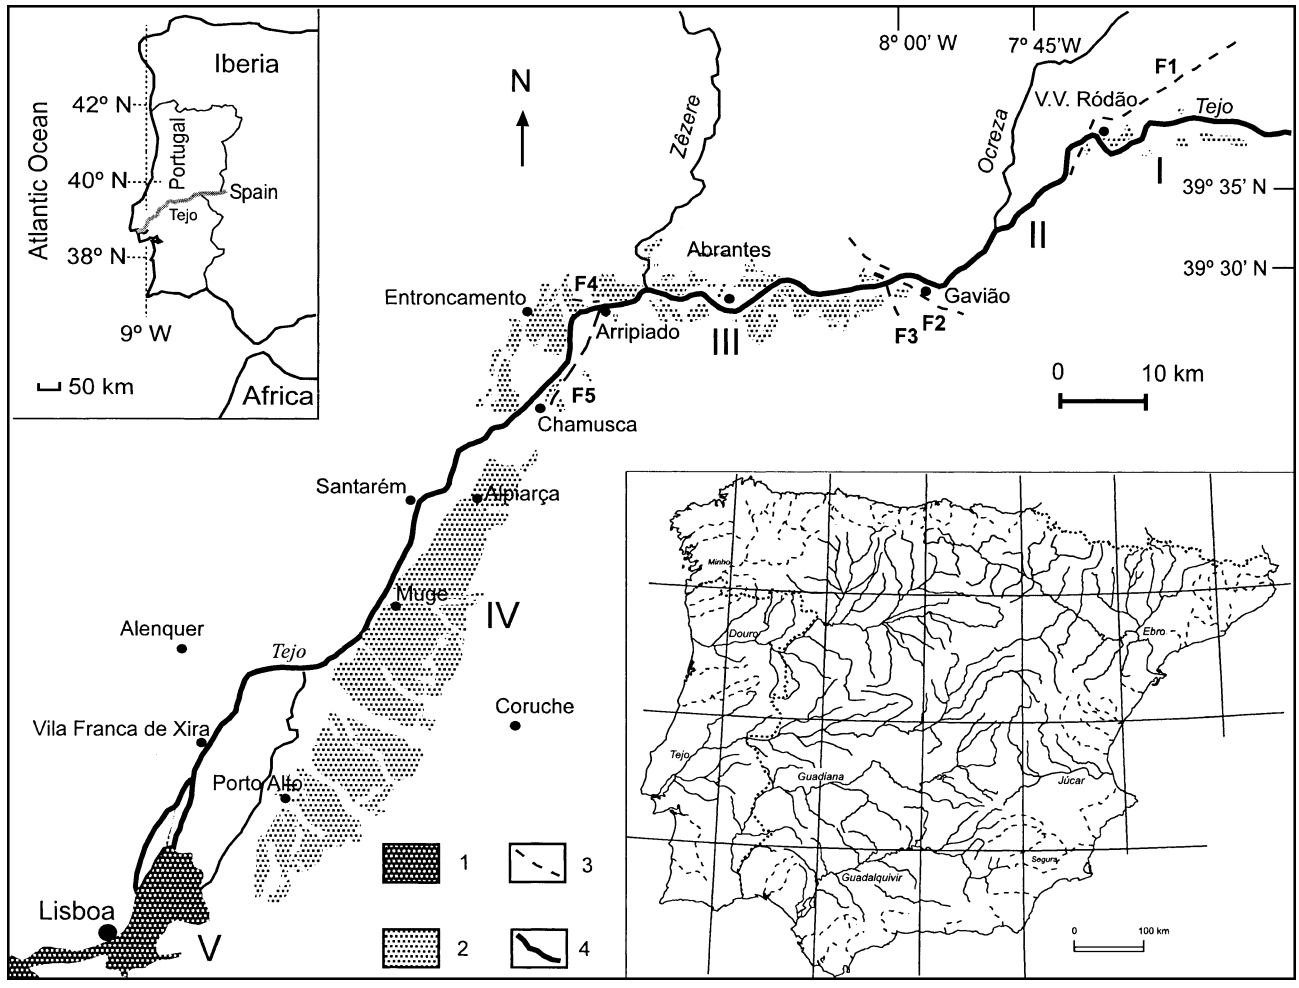 Iberia
Atlantic Ocean
42º N
Portugal
40º N
Spain
Tejo
38º N
9º W
50 km
Africa
N
Zêzere
8º 00' W
7º 45'W
F1
V.V. Ródão
Tejo
Ocreza
I
39º 35' N
II
39º 30' N
Abrantes
F4
Entroncamento
Gavião
Arripiado
F3
F2
III
0
10 km
F5
Chamusca
Santarém
Alpiarça
Muge
IV
Alenquer
Tejo
Coruche
Vila Franca de Xira
Porto Alto
1
3
2
4
Lisboa
V
Minho
Douro
Ebro
Tejo
Guadiana
Júcar
Segura
Guadalquivir
0
100 km